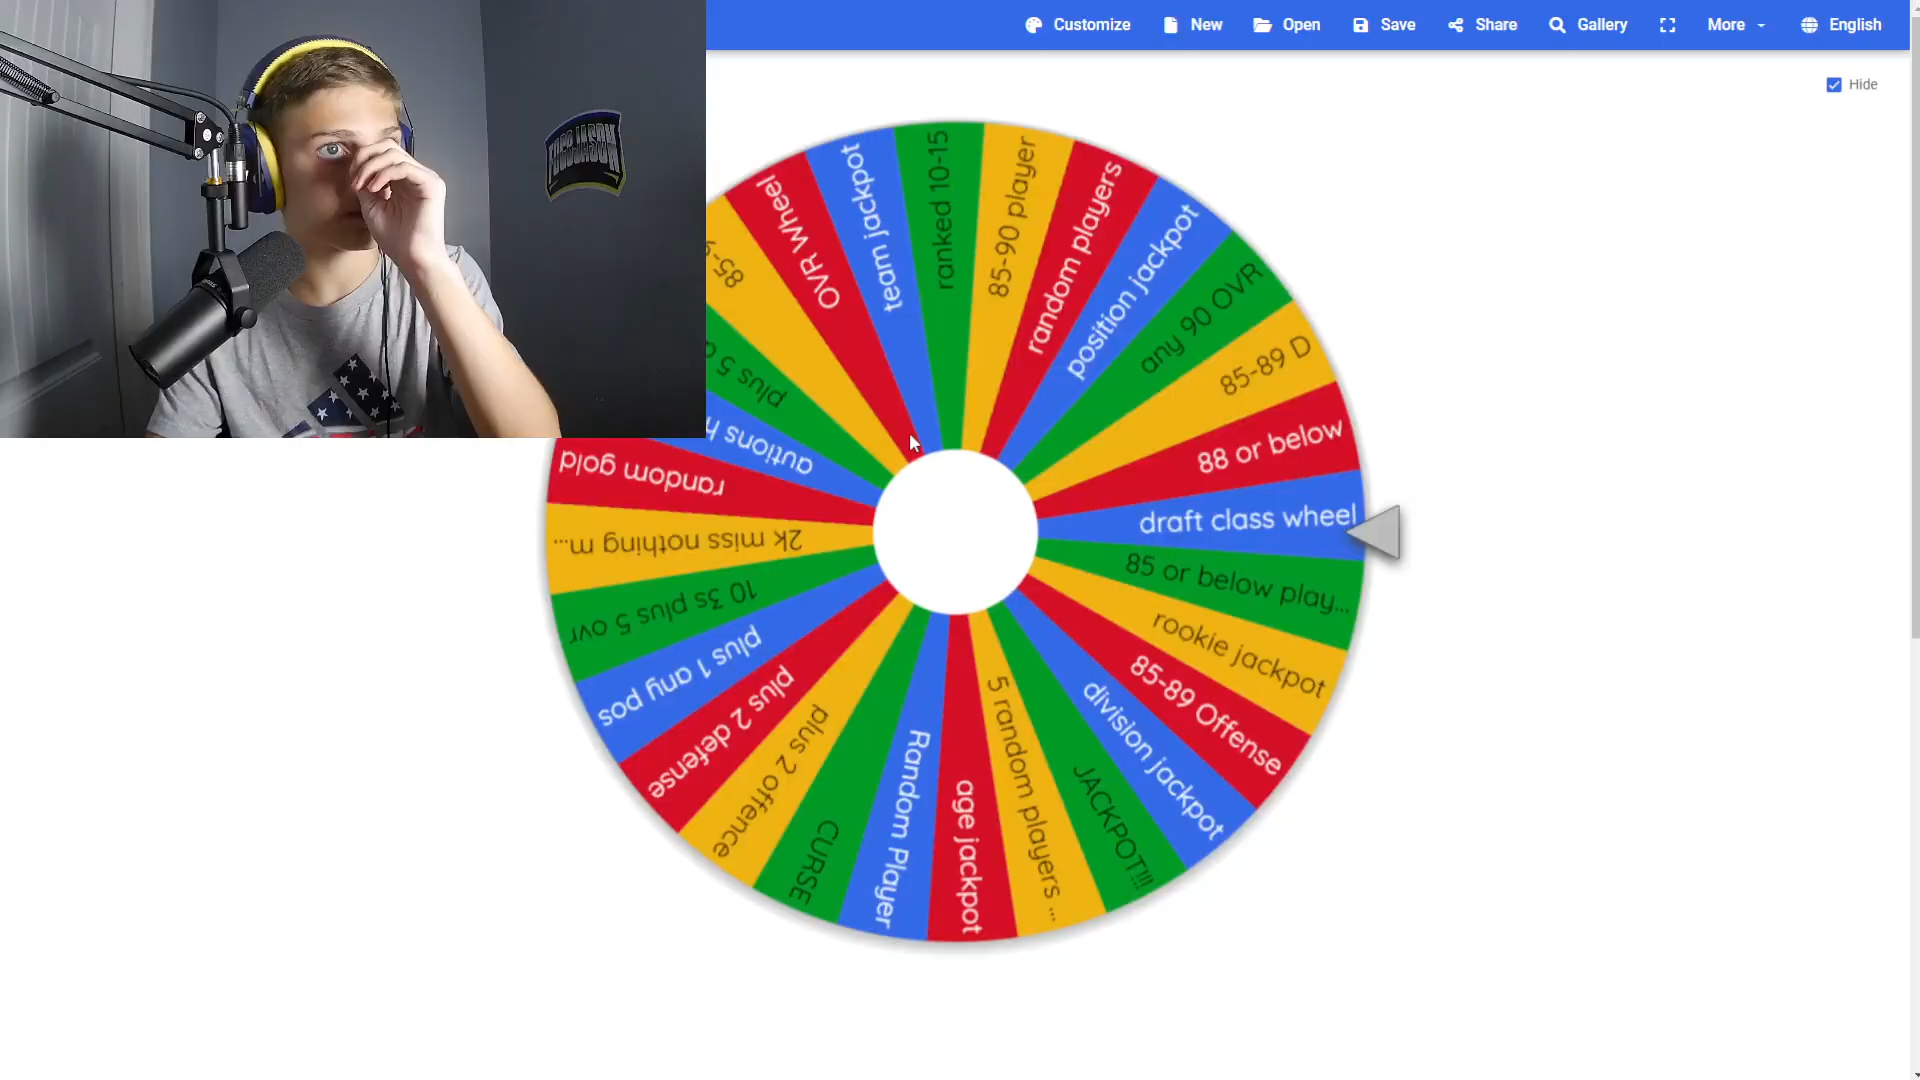 Customize
New
Open
Save
Share
Gallery
More
English
Hide
ranked 10-15
85-90 player
random players
position jackpot
any 90 OVR
85-89 D
88 or below
draft class wheel
85 or below play...
rookie jackpot
85-89 Offense
division jackpot
JACKPOT!!!
5 random players ...
age jackpot
Random Player
CURSE
plus 2 offence
plus 2 defense
plus 1 any pos
10 3s plus 5 ovr
2k miss nothing m...
random gold
autions
plus 5
85-
OVR Wheel
team jackpot